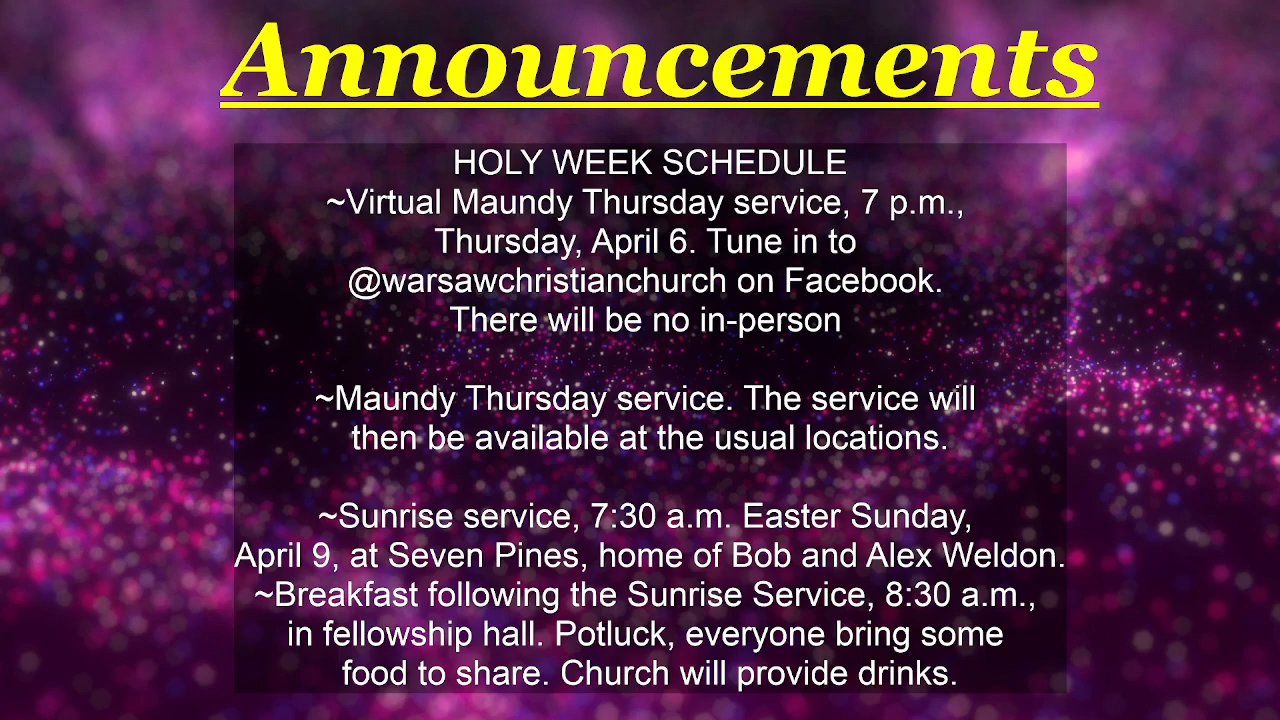 Announcements
HOLY WEEK SCHEDULE
~Virtual Maundy Thursday service, 7 p.m.,
Thursday, April 6. Tune in to
@warsawchristianchurch on Facebook.
There will be no in-person
~Maundy Thursday service. The service will
then be available at the usual locations.
~Sunrise service, 7:30 a.m. Easter Sunday,
April 9, at Seven Pines, home of Bob and Alex Weldon.
~Breakfast following the Sunrise Service, 8:30 a.m.,
in fellowship hall. Potluck, everyone bring some
food to share. Church will provide drinks.